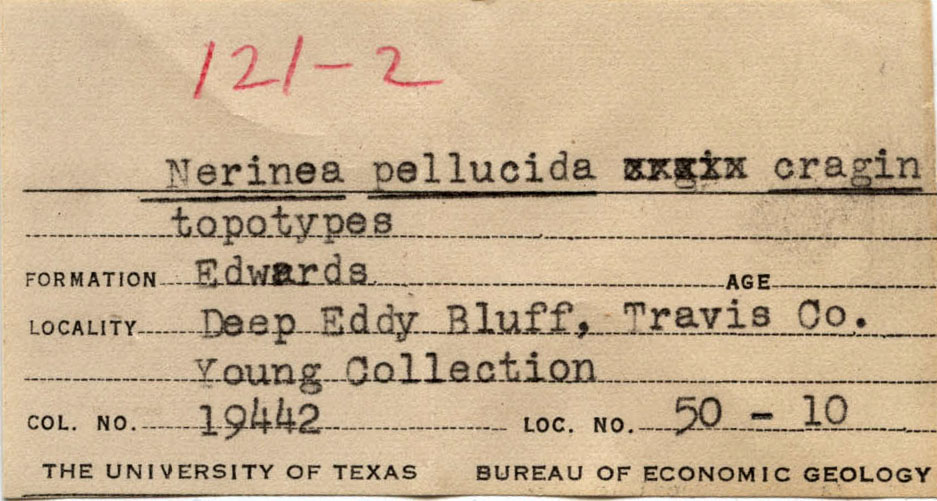 121-2
Nerinea pellucida cragin
topotypes
FORMATION Edwards AGE
LOCALITY Deep Eddy Bluff, Travis Co.
Young Collection
COL. NO. 19442 LOC. NO. 50 - 10
THE UNIVERSITY OF TEXAS BUREAU OF ECONOMIC GEOLOGY